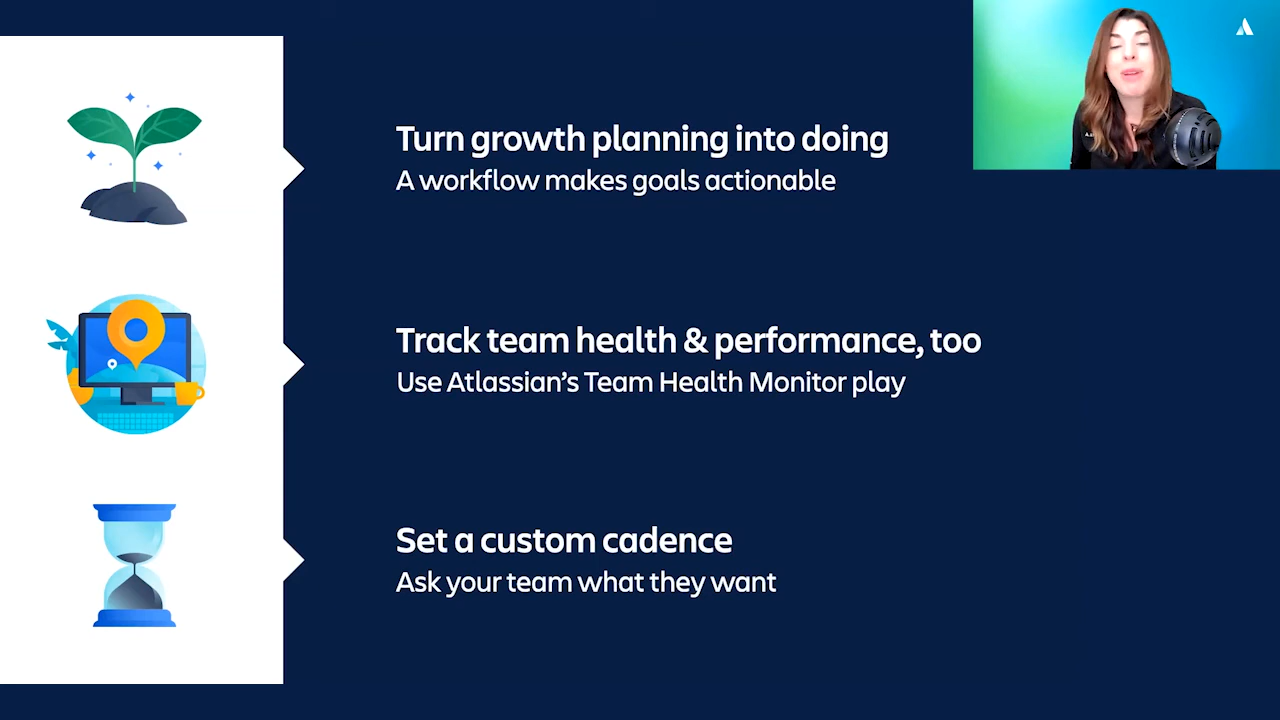 Turn growth planning into doing
A workflow makes goals actionable
Track team health & performance, too
Use Atlassian’s Team Health Monitor play
Set a custom cadence
Ask your team what they want